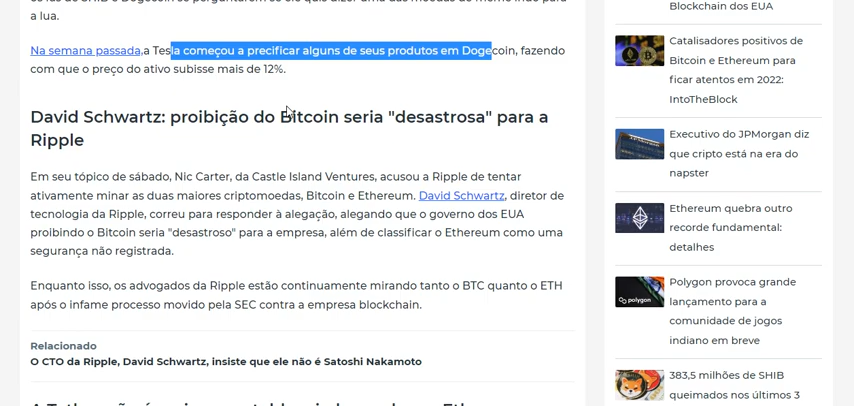 a lua.
Na semana passada,a Tesla começou a precificar alguns de seus produtos em Dogecoin, fazendo
com que o preço do ativo subisse mais de 12%.
David Schwartz: proibição do Bitcoin seria "desastrosa" para a
Ripple
Em seu tópico de sábado, Nic Carter, da Castle Island Ventures, acusou a Ripple de tentar
ativamente minar as duas maiores criptomoedas, Bitcoin e Ethereum. David Schwartz, diretor de
tecnologia da Ripple, correu para responder à alegação, alegando que o governo dos EUA
proibindo o Bitcoin seria "desastroso" para a empresa, além de classificar o Ethereum como uma
segurança não registrada.
Enquanto isso, os advogados da Ripple estão continuamente mirando tanto o BTC quanto o ETH
após o infame processo movido pela SEC contra a empresa blockchain.
Relacionado
O CTO da Ripple, David Schwartz, insiste que ele não é Satoshi Nakamoto
Blockchain dos EUA
Catalisadores positivos de
Bitcoin e Ethereum para
ficar atentos em 2022:
IntoTheBlock
Executivo do JPMorgan diz
que cripto está na era do
napster
Ethereum quebra outro
recorde fundamental:
detalhes
polygon
Polygon provoca grande
lançamento para a
comunidade de jogos
indiano em breve
383,5 milhões de SHIB
queimados nos últimos 3